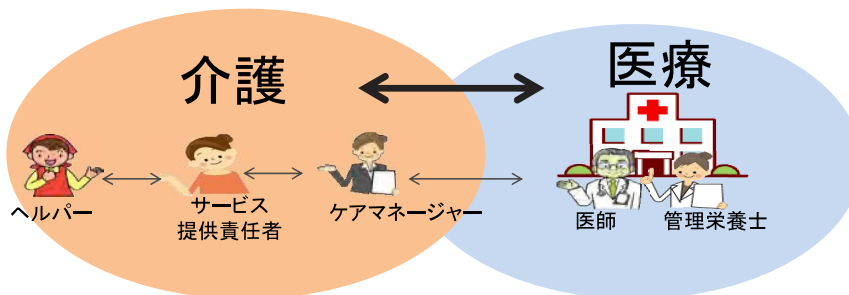 介護
医療
ヘルパー
サービス
提供責任者
ケアマネージャー
医師
管理栄養士